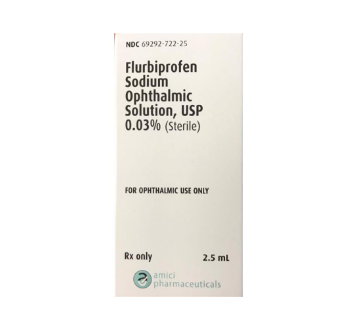 NDC 69292-722-25
Flurbiprofen
Sodium
Ophthalmic
Solution, USP
0.03% (Sterile)
FOR OPHTHALMIC USE ONLY
Rx only 2.5 mL
amici
pharmaceuticals